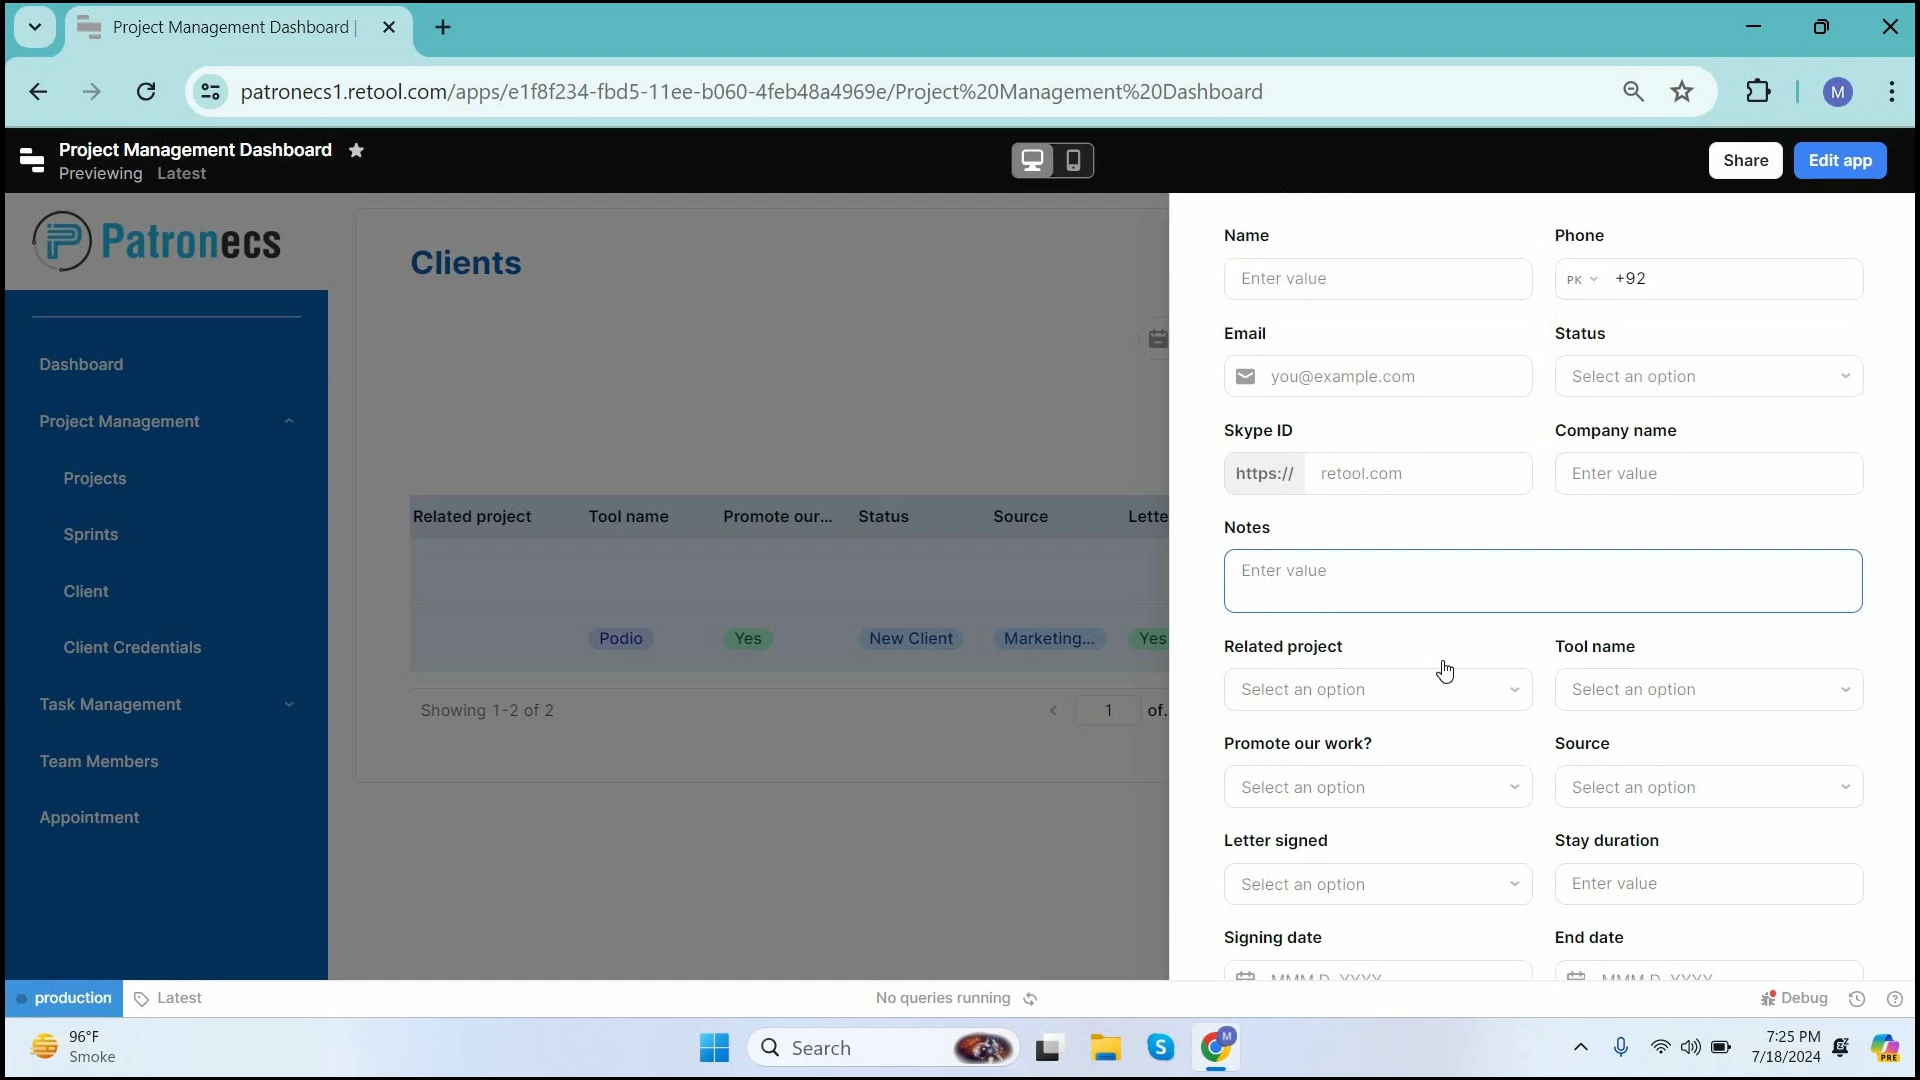 Project Management Dashboard |
patronecs1.retool.com/apps/e1f8f234-fbd5-11ee-b060-4feb48a4969e/Project%20Management%20Dashboard
M
Project Management Dashboard
Previewing Latest
Share
Edit app
Patronecs
Dashboard
Project Management
Projects
Sprints
Client
Client Credentials
Task Management
Team Members
Appointment
Clients
Related project Tool name Promote our... Status Source Lette
Podio Yes New Client Marketing... Yes
Showing 1-2 of 2
1 of.
Name Phone
Enter value PK +92
Email Status
you@example.com Select an option
Skype ID Company name
https:// retool.com Enter value
Notes
Enter value
Related project Tool name
Select an option Select an option
Promote our work? Source
Select an option Select an option
Letter signed Stay duration
Select an option Enter value
Signing date End date
MMM D, YYYY MMM D, YYYY
production Latest No queries running Debug
96°F
Smoke
Search
M
7:25 PM
7/18/2024
PRE